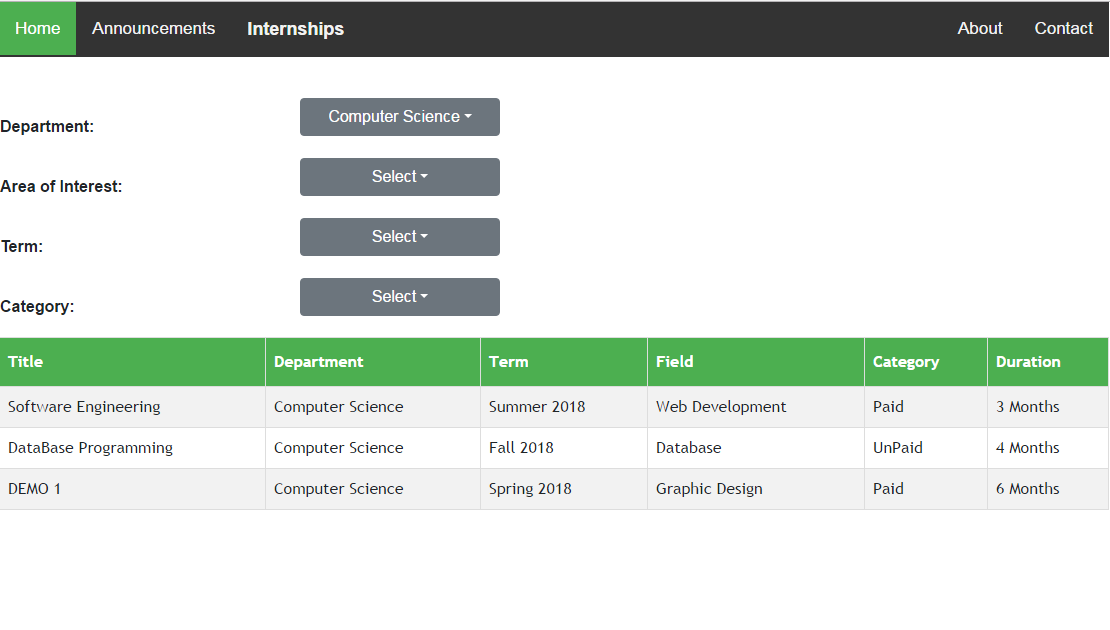 Home Announcements Internships About Contact
Department: Computer Science
Area of Interest: Select
Term: Select
Category: Select
Title Department Term Field Category Duration
Software Engineering Computer Science Summer 2018 Web Development Paid 3 Months
DataBase Programming Computer Science Fall 2018 Database UnPaid 4 Months
DEMO 1 Computer Science Spring 2018 Graphic Design Paid 6 Months